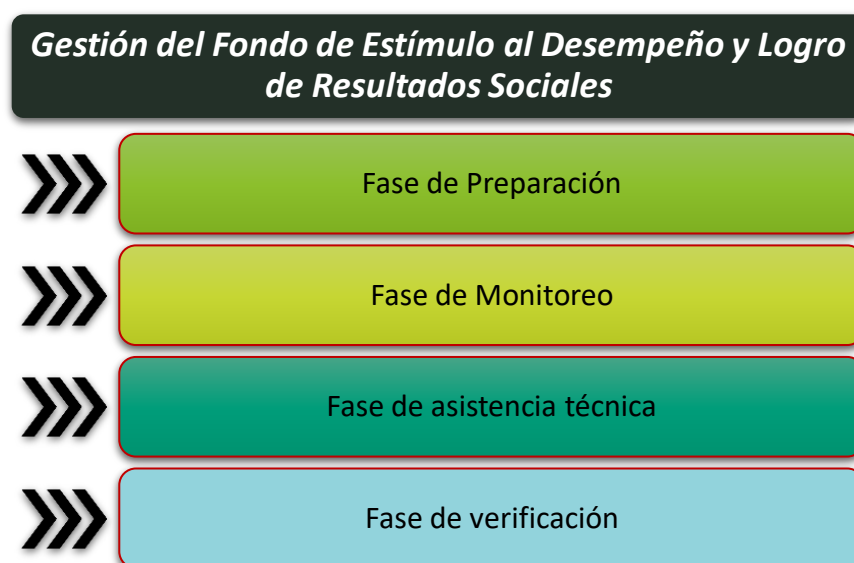 Gestión del Fondo de Estímulo al Desempeño y Logro
de Resultados Sociales
Fase de Preparación
Fase de Monitoreo
Fase de asistencia técnica
Fase de verificación